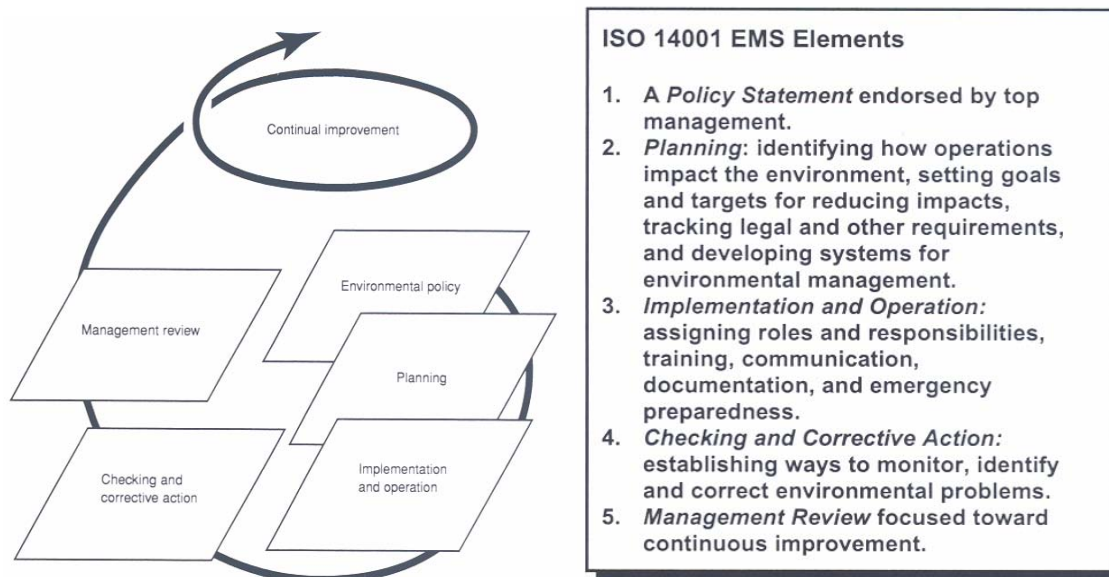 Continual improvement
Environmental policy
Management review
Planning
Checking and
corrective action
Implementation
and operation
ISO 14001 EMS Elements
1. A Policy Statement endorsed by top
management.
2. Planning: identifying how operations
impact the environment, setting goals
and targets for reducing impacts,
tracking legal and other requirements,
and developing systems for
environmental management.
3. Implementation and Operation:
assigning roles and responsibilities,
training, communication,
documentation, and emergency
preparedness.
4. Checking and Corrective Action:
establishing ways to monitor, identify
and correct environmental problems.
5. Management Review focused toward
continuous improvement.